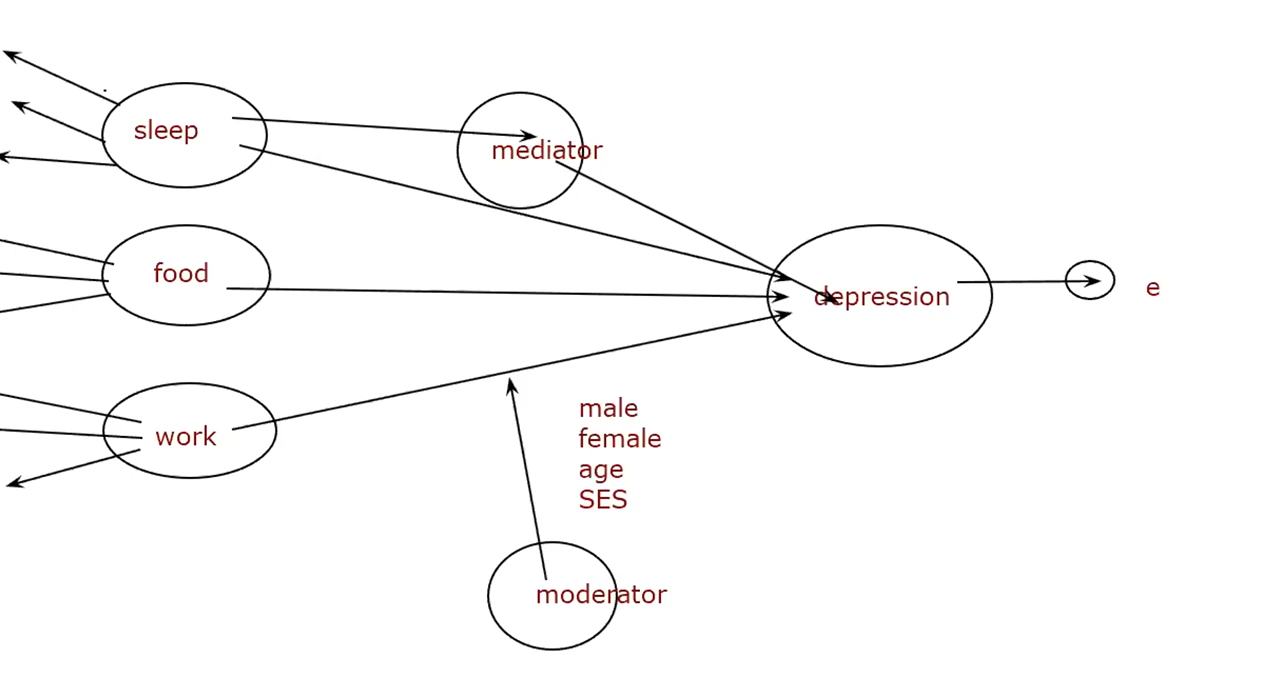 sleep
mediator
food
depression
e
work
male
female
age
SES
moderator